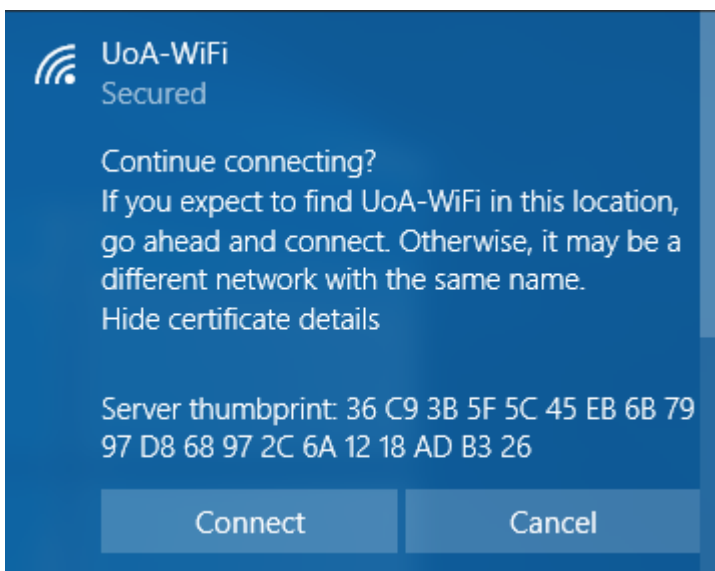 UoA-WiFi
Secured
Continue connecting?
If you expect to find UoA-WiFi in this location,
go ahead and connect. Otherwise, it may be a
different network with the same name.
Hide certificate details
Server thumbprint: 36 C9 3B 5F 5C 45 EB 6B 79
97 D8 68 97 2C 6A 12 18 AD B3 26
Connect Cancel